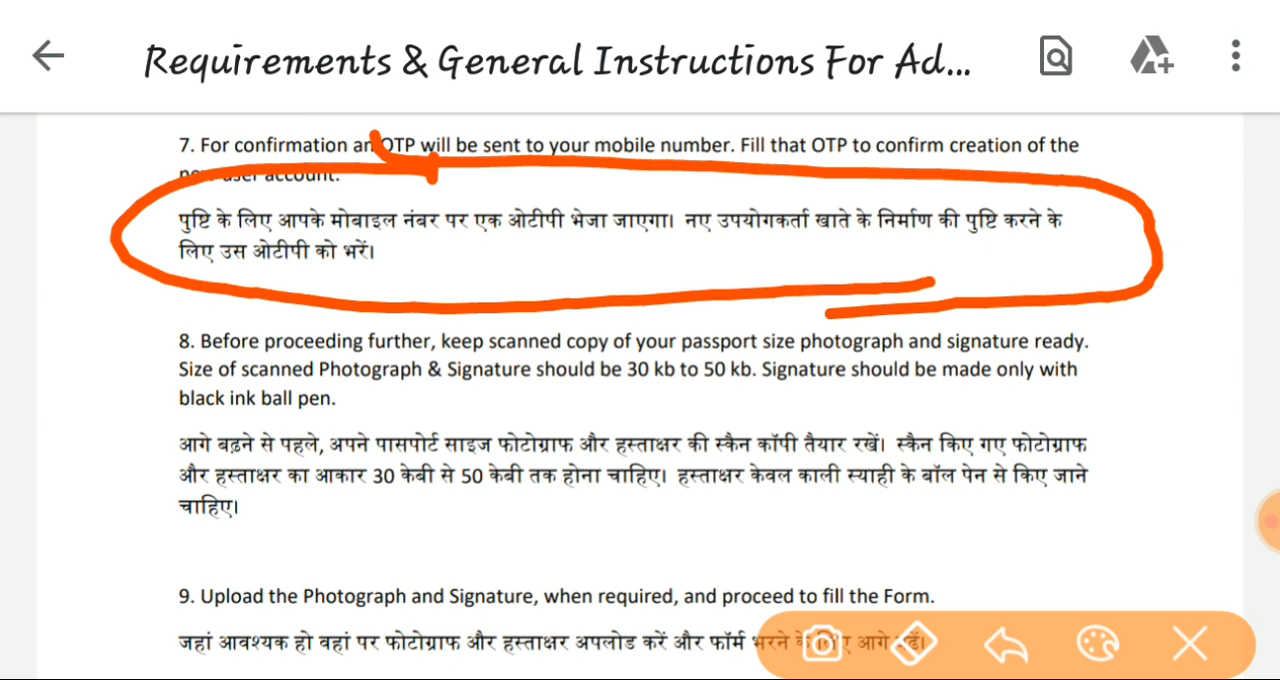 Requirements & General Instructions For Ad...
7. For confirmation an OTP will be sent to your mobile number. Fill that OTP to confirm creation of the
new user account.
पुष्टि के लिए आपके मोबाइल नंबर पर एक ओटीपी भेजा जाएगा। नए उपयोगकर्ता खाते के निर्माण की पुष्टि करने के
लिए उस ओटीपी को भरें।
8. Before proceeding further, keep scanned copy of your passport size photograph and signature ready.
Size of scanned Photograph & Signature should be 30 kb to 50 kb. Signature should be made only with
black ink ball pen.
आगे बढ़ने से पहले, अपने पासपोर्ट साइज फोटोग्राफ और हस्ताक्षर की स्कैन कॉपी तैयार रखें। स्कैन किए गए फोटोग्राफ
और हस्ताक्षर का आकार 30 केबी से 50 केबी तक होना चाहिए। हस्ताक्षर केवल काली स्याही के बॉल पेन से किए जाने
चाहिए।
9. Upload the Photograph and Signature, when required, and proceed to fill the Form.
जहां आवश्यक हो वहां पर फोटोग्राफ और हस्ताक्षर अपलोड करें और फॉर्म भरने के लिए आगे बढ़ें।